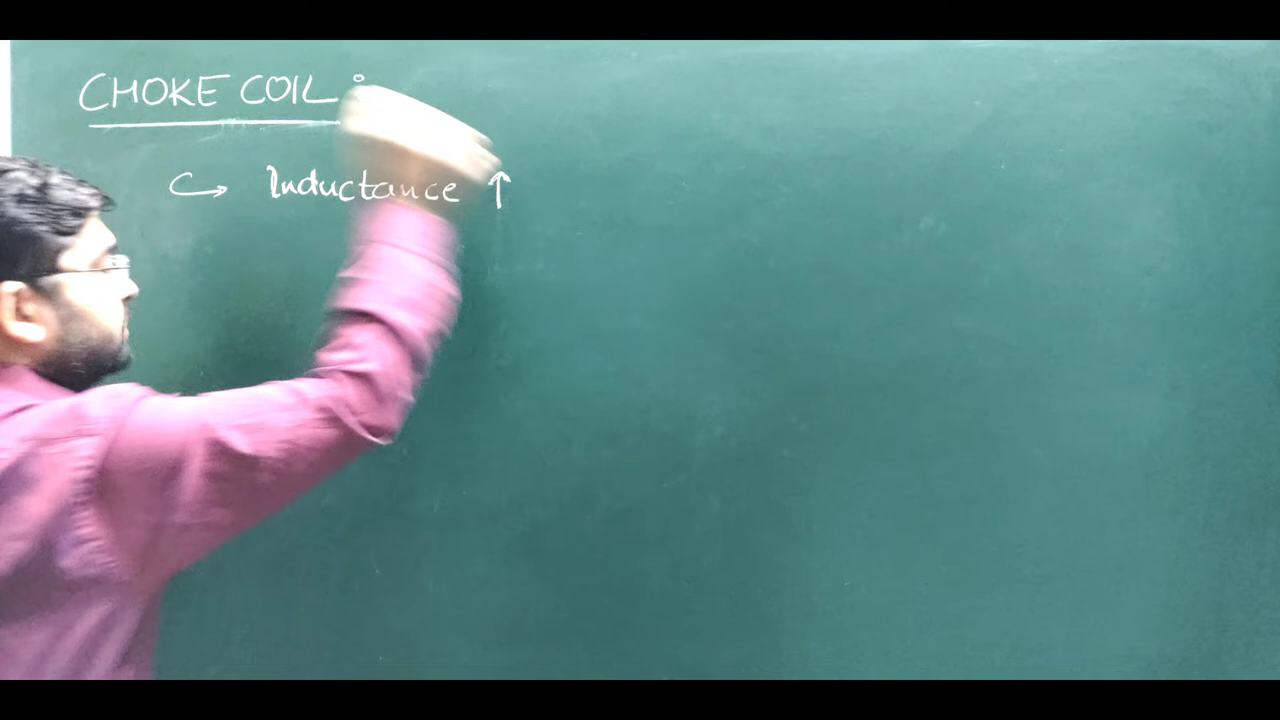 CHOKE COIL :
↪ Inductance ↑